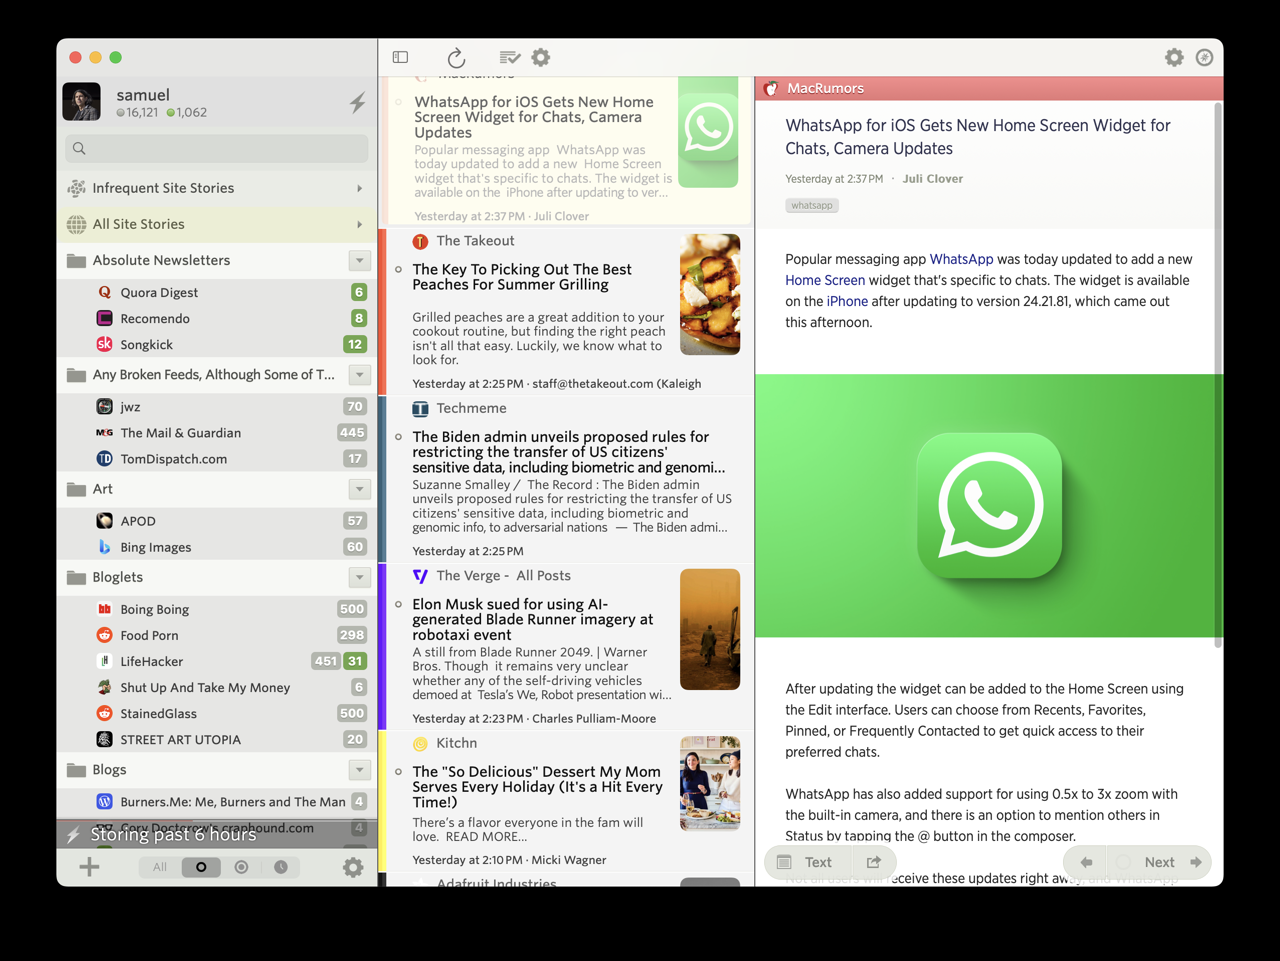 samuel
16,121 1,062
Infrequent Site Stories
All Site Stories
Absolute Newsletters
Quora Digest 6
Recomendo 8
Songkick 12
Any Broken Feeds, Although Some of T...
jwz 70
The Mail & Guardian 445
TomDispatch.com 17
Art
APOD 57
Bing Images 60
Bloglets
Boing Boing 500
Food Porn 298
LifeHacker 451 31
Shut Up And Take My Money 6
StainedGlass 500
STREET ART UTOPIA 20
Blogs
Burners.Me: Me, Burners and The Man 4
Cory Doctorow's craphound.com 4
Storing past 6 hours
All
MacRumors
WhatsApp for iOS Gets New Home
Screen Widget for Chats, Camera
Updates
Popular messaging app WhatsApp was
today updated to add a new Home Screen
widget that's specific to chats. The widget is
available on the iPhone after updating to ver...
Yesterday at 2:37 PM · Juli Clover
The Takeout
The Key To Picking Out The Best
Peaches For Summer Grilling
Grilled peaches are a great addition to your
cookout routine, but finding the right peach
isn't all that easy. Luckily, we know what to
look for.
Yesterday at 2:25 PM · staff@thetakeout.com (Kaleigh
Techmeme
The Biden admin unveils proposed rules for
restricting the transfer of US citizens'
sensitive data, including biometric and genomi...
Suzanne Smalley / The Record : The Biden admin
unveils proposed rules for restricting the transfer of US
citizens' sensitive data, including biometric and
genomic info, to adversarial nations — The Biden admi...
Yesterday at 2:25 PM
The Verge - All Posts
Elon Musk sued for using AI-
generated Blade Runner imagery at
robotaxi event
A still from Blade Runner 2049. | Warner
Bros. Though it remains very unclear
whether any of the self-driving vehicles
demoed at Tesla's We, Robot presentation wi...
Yesterday at 2:23 PM · Charles Pulliam-Moore
Kitchn
The "So Delicious" Dessert My Mom
Serves Every Holiday (It's a Hit Every
Time!)
There's a flavor everyone in the fam will
love. READ MORE...
Yesterday at 2:10 PM · Micki Wagner
Adafruit Industries
MacRumors
WhatsApp for iOS Gets New Home Screen Widget for
Chats, Camera Updates
Yesterday at 2:37 PM · Juli Clover
whatsapp
Popular messaging app WhatsApp was today updated to add a new
Home Screen widget that's specific to chats. The widget is available
on the iPhone after updating to version 24.21.81, which came out
this afternoon.
After updating the widget can be added to the Home Screen using
the Edit interface. Users can choose from Recents, Favorites,
Pinned, or Frequently Contacted to get quick access to their
preferred chats.
WhatsApp has also added support for using 0.5x to 3x zoom with
the built-in camera, and there is an option to mention others in
Status by tapping the @ button in the composer.
Not all users will receive these updates right away, and WhatsApp
Text
Next